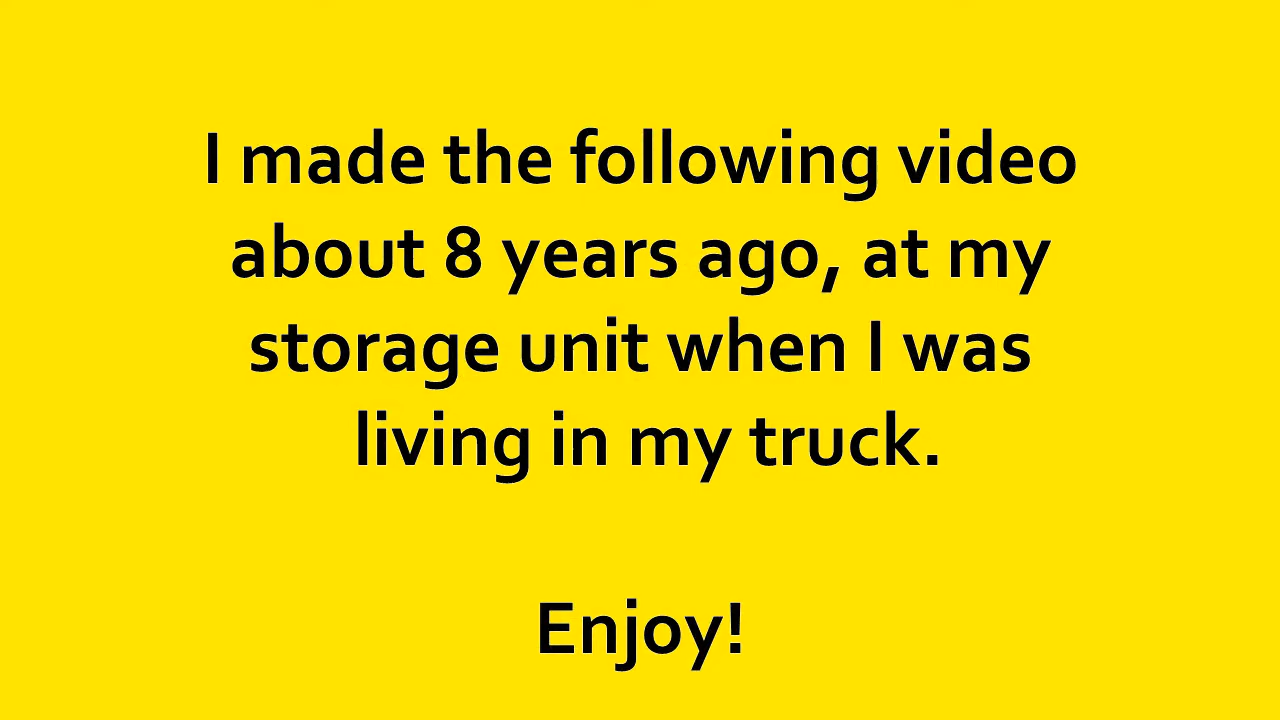 I made the following video
about 8 years ago, at my
storage unit when I was
living in my truck.
Enjoy!